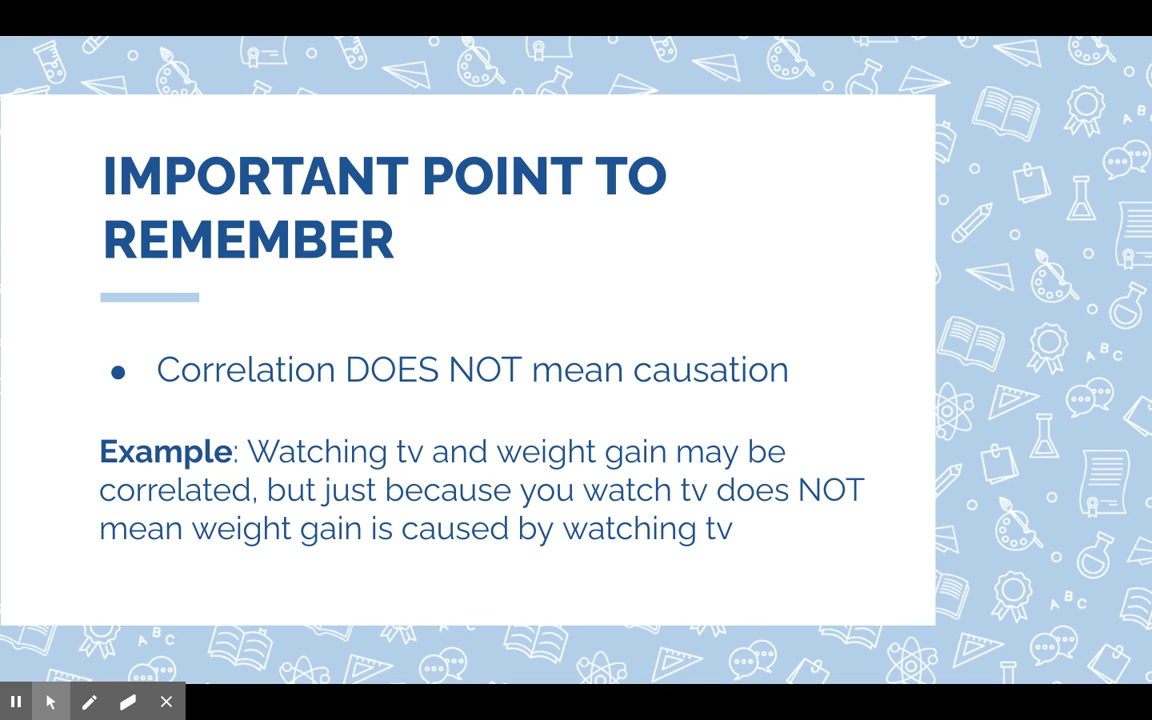 IMPORTANT POINT TO
REMEMBER
● Correlation DOES NOT mean causation
Example: Watching tv and weight gain may be
correlated, but just because you watch tv does NOT
mean weight gain is caused by watching tv
A B C
A B
A B C
A B C
A B C